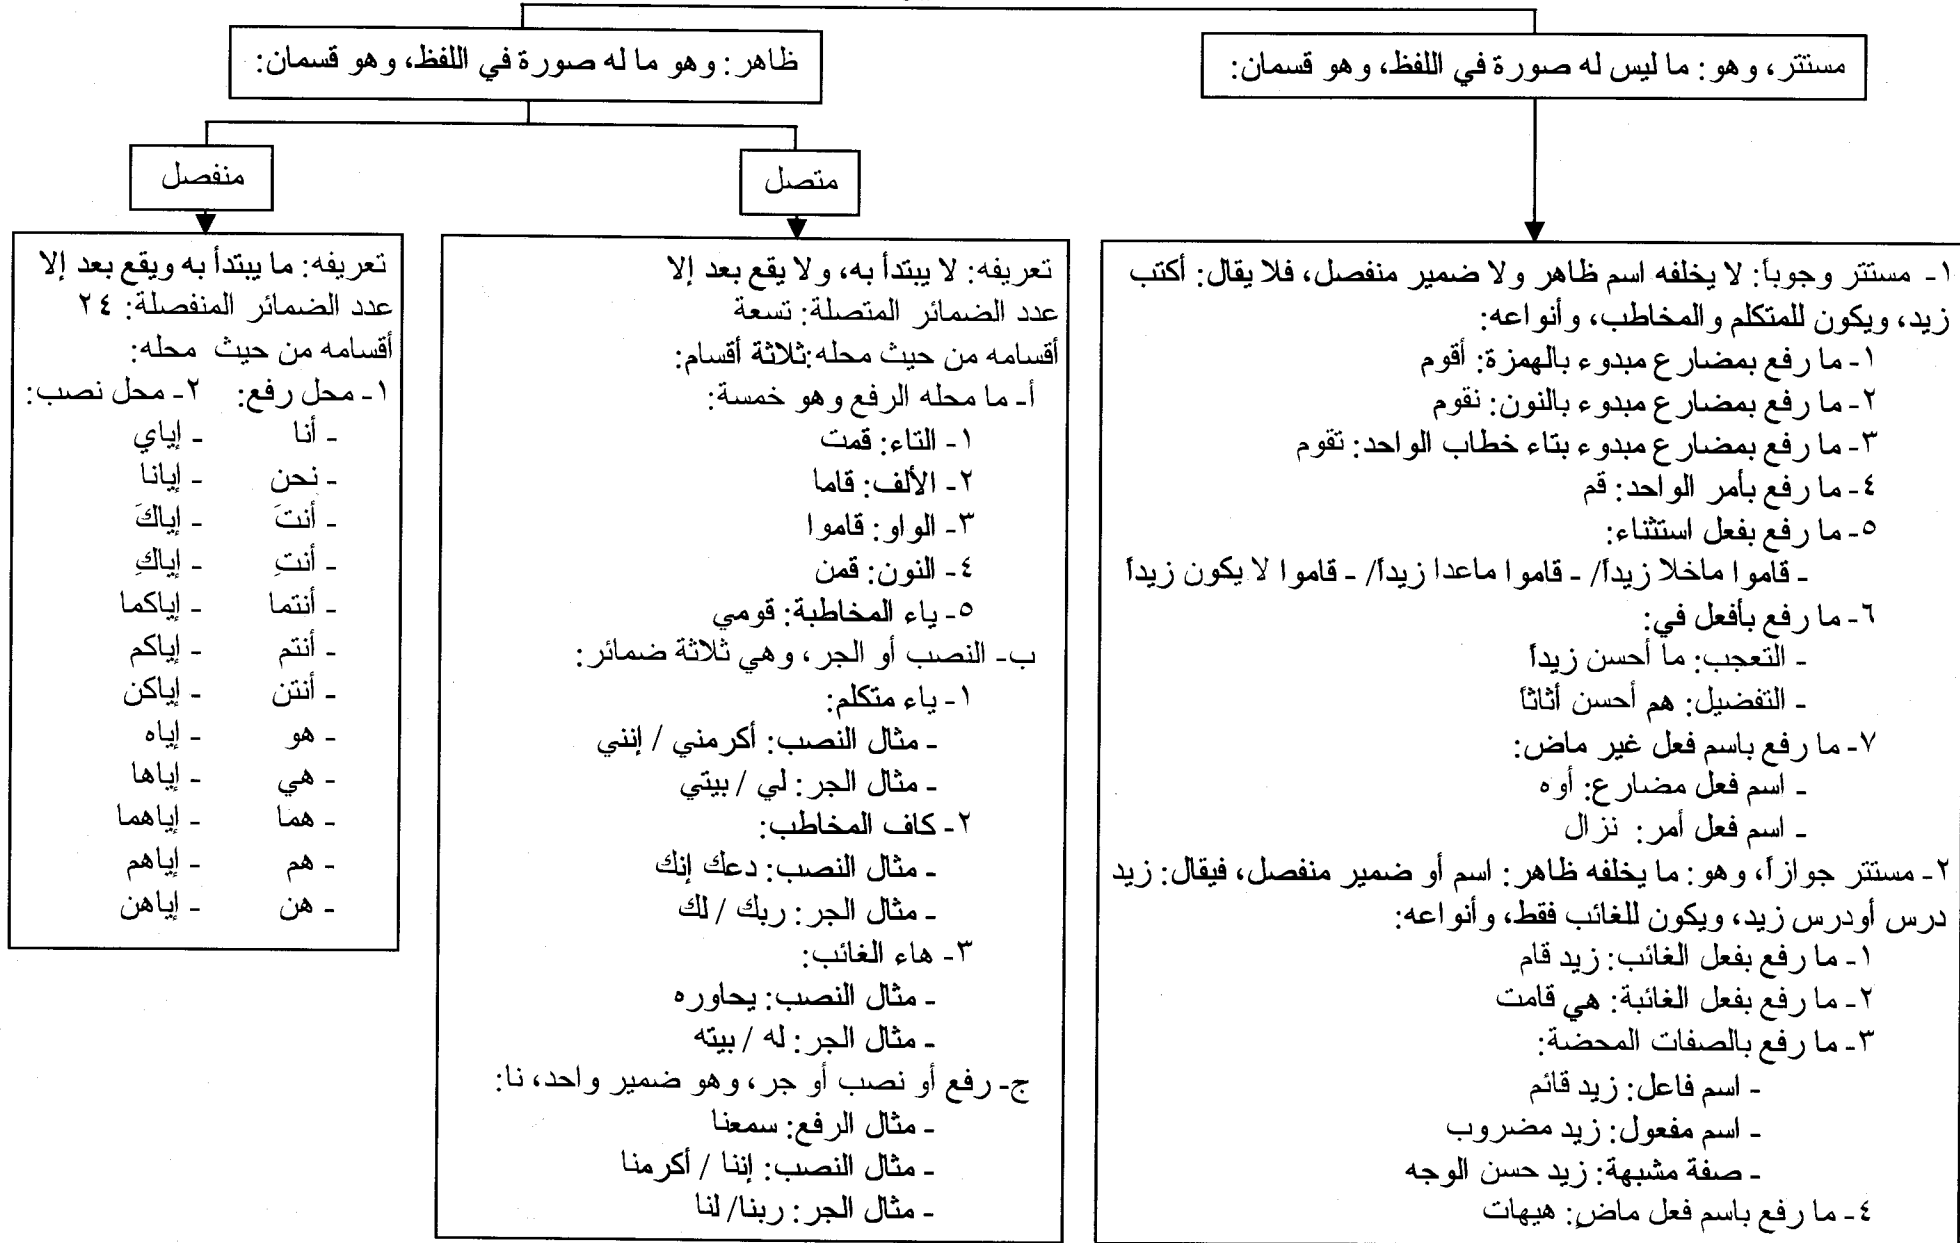 مستتر، وهو: ما ليس له صورة في اللفظ، وهو قسمان:
١- مستتر وجوباً: لا يخلفه اسم ظاهر ولا ضمير منفصل، فلا يقال: أكتب
زيد، ويكون للمتكلم والمخاطب، وأنواعه:
١- ما رفع بمضارع مبدوء بالهمزة: أقوم
٢- ما رفع بمضارع مبدوء بالنون: نقوم
٣- ما رفع بمضارع مبدوء بتاء خطاب الواحد: تقوم
٤- ما رفع بأمر الواحد: قم
٥- ما رفع بفعل استثناء:
- قاموا ماخلا زيداً/ - قاموا ماعدا زيداً/ - قاموا لا يكون زيداً
٦- ما رفع بأفعل في:
- التعجب: ما أحسن زيداً
- التفضيل: هم أحسن أثاثاً
٧- ما رفع باسم فعل غير ماض:
- اسم فعل مضارع: أوه
- اسم فعل أمر: نزال
٢- مستتر جوازاً، وهو: ما يخلفه ظاهر: اسم أو ضمير منفصل، فيقال: زيد
درس أودرس زيد، ويكون للغائب فقط، وأنواعه:
١- ما رفع بفعل الغائب: زيد قام
٢- ما رفع بفعل الغائبة: هي قامت
٣- ما رفع بالصفات المحضة:
- اسم فاعل: زيد قائم
- اسم مفعول: زيد مضروب
- صفة مشبهة: زيد حسن الوجه
٤- ما رفع باسم فعل ماضٍ: هيهات
ظاهر: وهو ما له صورة في اللفظ، وهو قسمان:
متصل
تعريفه: لا يبتدأ به، ولا يقع بعد إلا
عدد الضمائر المتصلة: تسعة
أقسامه من حيث محله:ثلاثة أقسام:
أ- ما محله الرفع وهو خمسة:
١- التاء: قمت
٢- الألف: قاما
٣- الواو: قاموا
٤- النون: قمن
٥- ياء المخاطبة: قومي
ب- النصب أو الجر، وهي ثلاثة ضمائر:
١- ياء متكلم:
- مثال النصب: أكرمني / إنني
- مثال الجر: لي / بيتي
٢- كاف المخاطب:
- مثال النصب: دعك إنك
- مثال الجر: ربك / لك
٣- هاء الغائب:
- مثال النصب: يحاوره
- مثال الجر: له / بيته
ج- رفع أو نصب أو جر، وهو ضمير واحد، نا:
- مثال الرفع: سمعنا
- مثال النصب: إننا / أكرمنا
- مثال الجر: ربنا/ لنا
منفصل
تعريفه: ما يبتدأ به ويقع بعد إلا
عدد الضمائر المنفصلة: ٢٤
أقسامه من حيث محله:
١- محل رفع: ٢- محل نصب:
- أنا - إياي
- نحن - إيانا
- أنتَ - إياكَ
- أنتِ - إياكِ
- أنتما - إياكما
- أنتم - إياكم
- أنتن - إياكن
- هو - إياه
- هي - إياها
- هما - إياهما
- هم - إياهم
- هن - إياهن